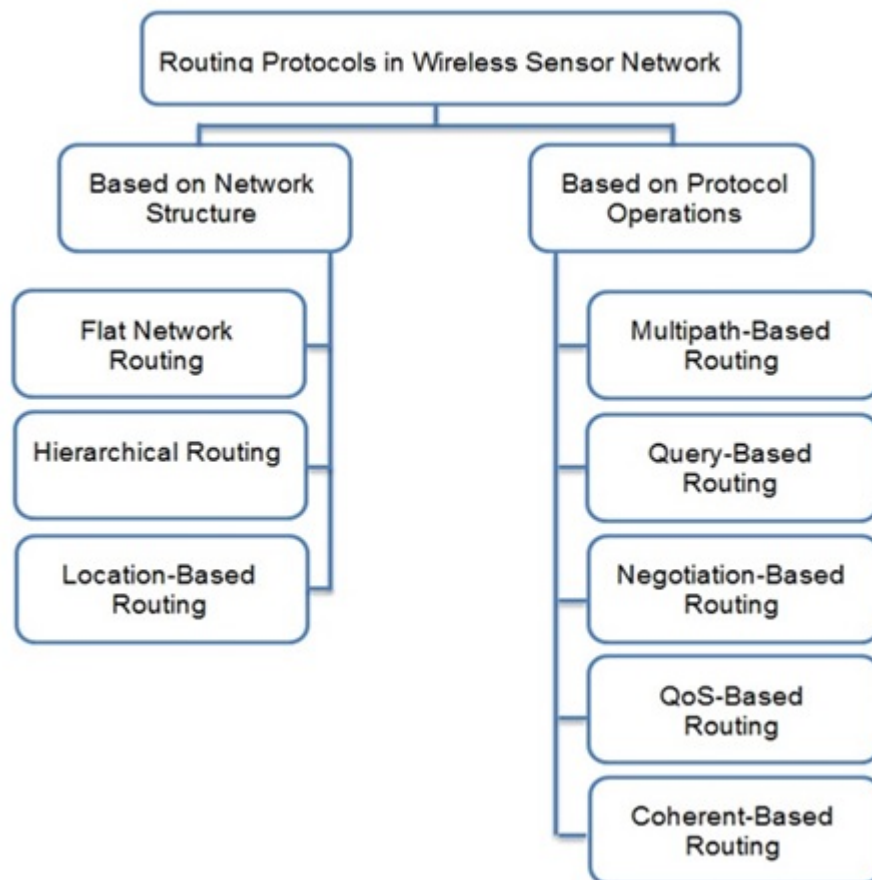 Routing Protocols in Wireless Sensor Network
Based on Network
Structure
Based on Protocol
Operations
Flat Network
Routing
Hierarchical Routing
Location-Based
Routing
Multipath-Based
Routing
Query-Based
Routing
Negotiation-Based
Routing
QoS-Based
Routing
Coherent-Based
Routing